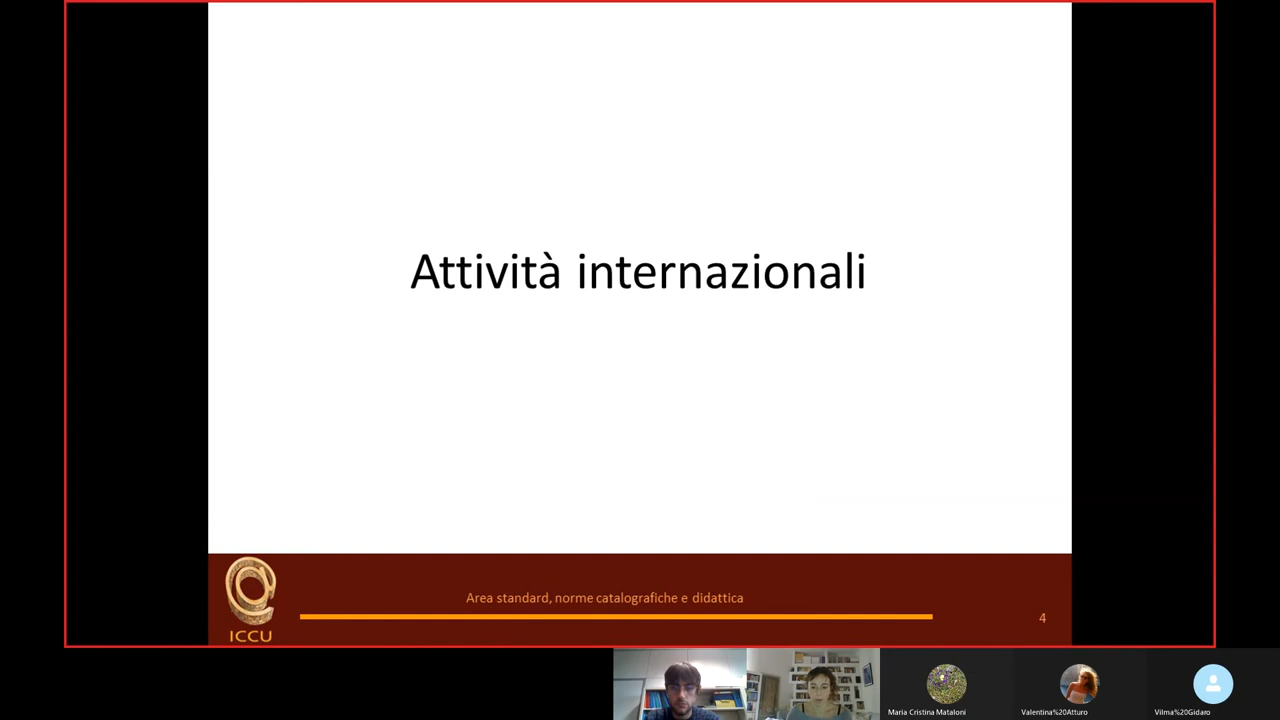 Attività internazionali
Area standard, norme catalografiche e didattica
4
ICCU
Maria Cristina Mataloni
Valentina%20Atturo
Vilma%20Gidaro